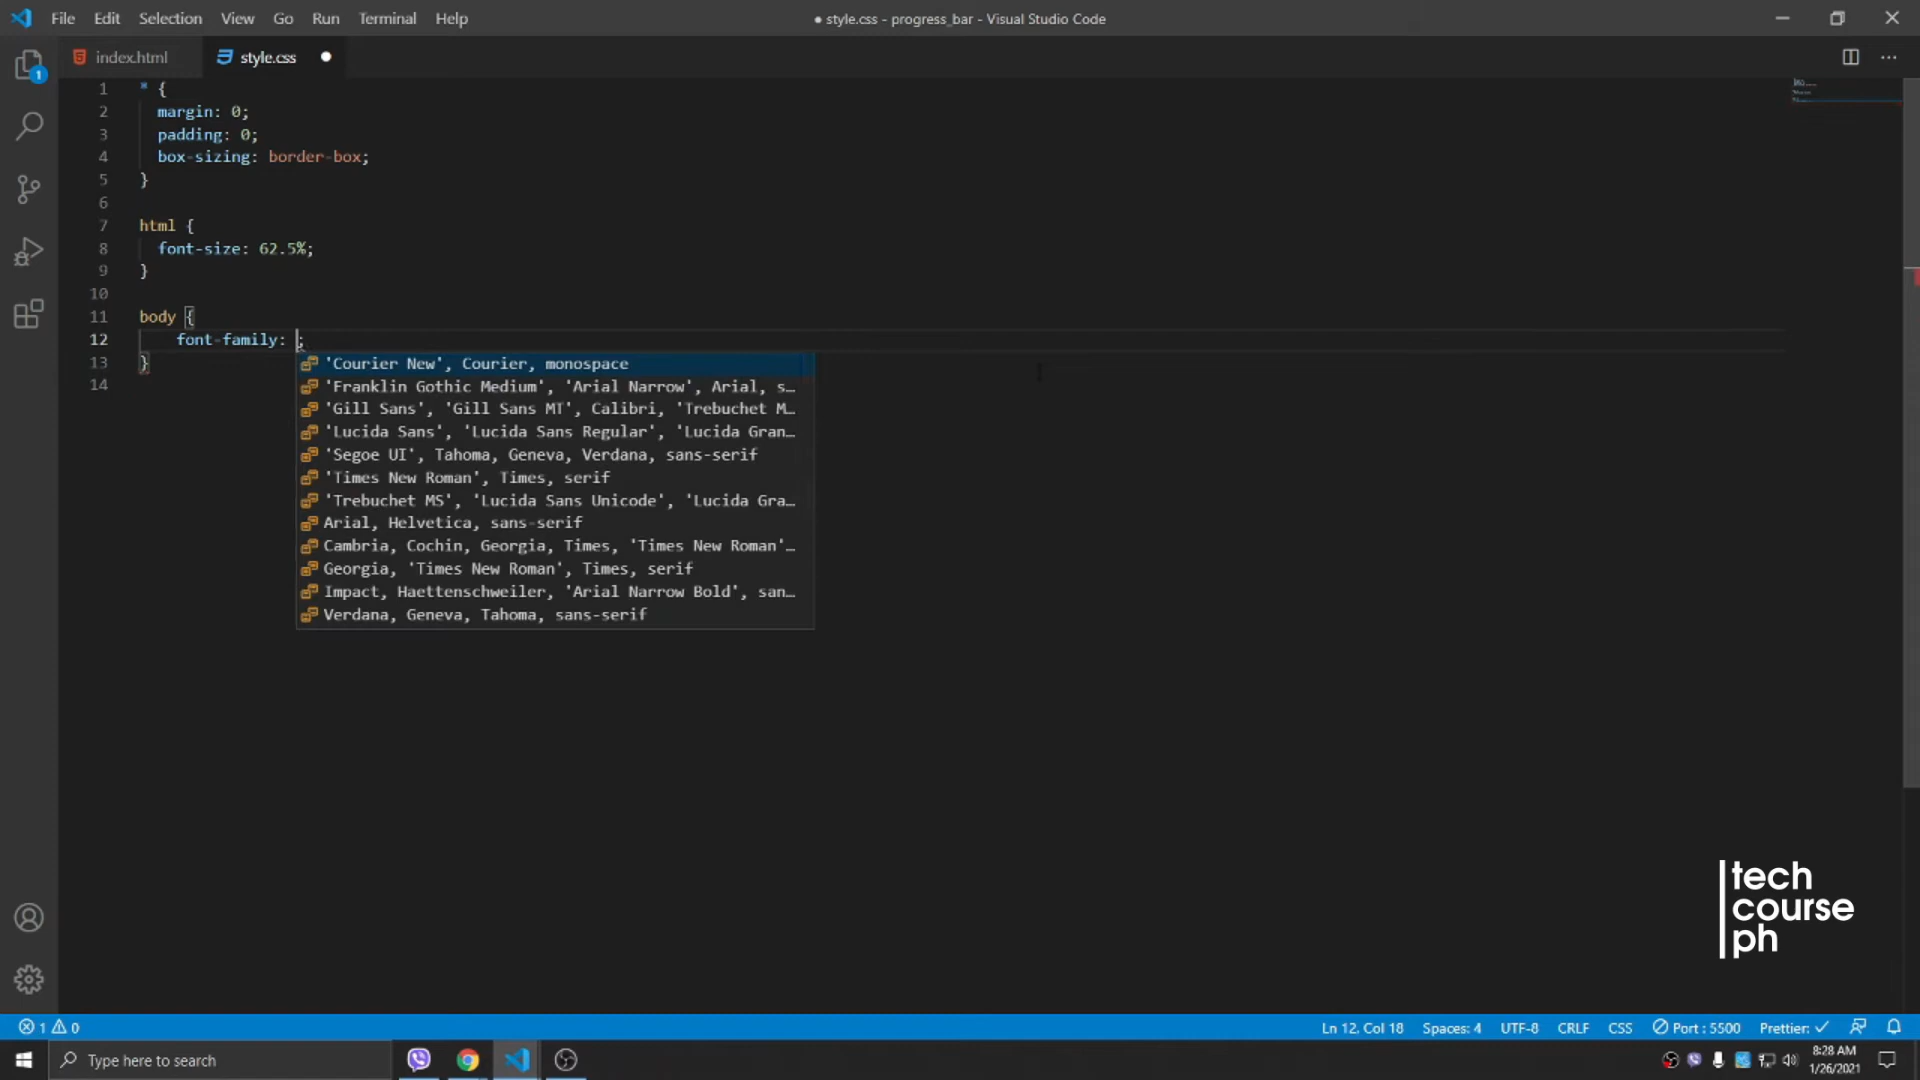 File Edit Selection View Go Run Terminal Help
● style.css - progress_bar - Visual Studio Code
index.html
style.css
1
1 * {
2 margin: 0;
3 padding: 0;
4 box-sizing: border-box;
5 }
6
7 html {
8 font-size: 62.5%;
9 }
10
11 body {
12 font-family: ;
13 }
14
'Courier New', Courier, monospace
'Franklin Gothic Medium', 'Arial Narrow', Arial, s…
'Gill Sans', 'Gill Sans MT', Calibri, 'Trebuchet M…
'Lucida Sans', 'Lucida Sans Regular', 'Lucida Gran…
'Segoe UI', Tahoma, Geneva, Verdana, sans-serif
'Times New Roman', Times, serif
'Trebuchet MS', 'Lucida Sans Unicode', 'Lucida Gra…
Arial, Helvetica, sans-serif
Cambria, Cochin, Georgia, Times, 'Times New Roman'…
Georgia, 'Times New Roman', Times, serif
Impact, Haettenschweiler, 'Arial Narrow Bold', san…
Verdana, Geneva, Tahoma, sans-serif
tech
course
ph
1 0
Ln 12, Col 18 Spaces: 4 UTF-8 CRLF CSS Port : 5500 Prettier: ✓
Type here to search
8:28 AM
1/26/2021